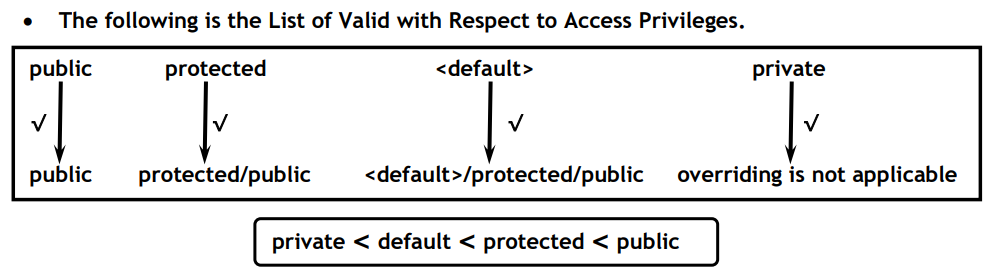 • The following is the List of Valid with Respect to Access Privileges.
public protected <default> private
√ √ √ √
public protected/public <default>/protected/public overriding is not applicable
private < default < protected < public